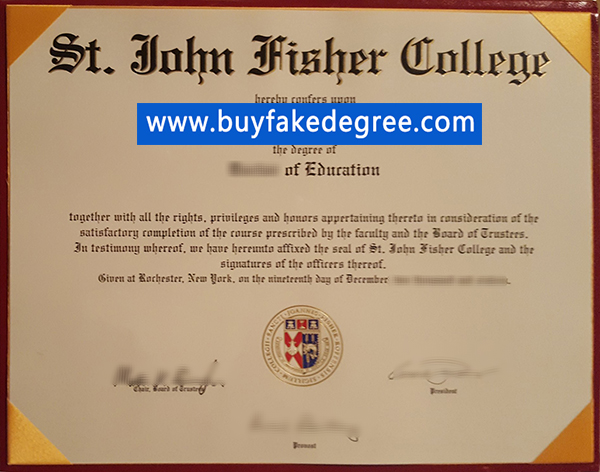 St. John Fisher College
hereby confers upon
www.buyfakedegree.com
the degree of
of Education
together with all the rights, privileges and honors appertaining thereto in consideration of the
satisfactory completion of the course prescribed by the faculty and the Board of Trustees.
In testimony whereof, we have hereunto affixed the seal of St. John Fisher College and the
signatures of the officers thereof.
Given at Rochester, New York, on the nineteenth day of December
Chair, Board of Trustees
President
Provost